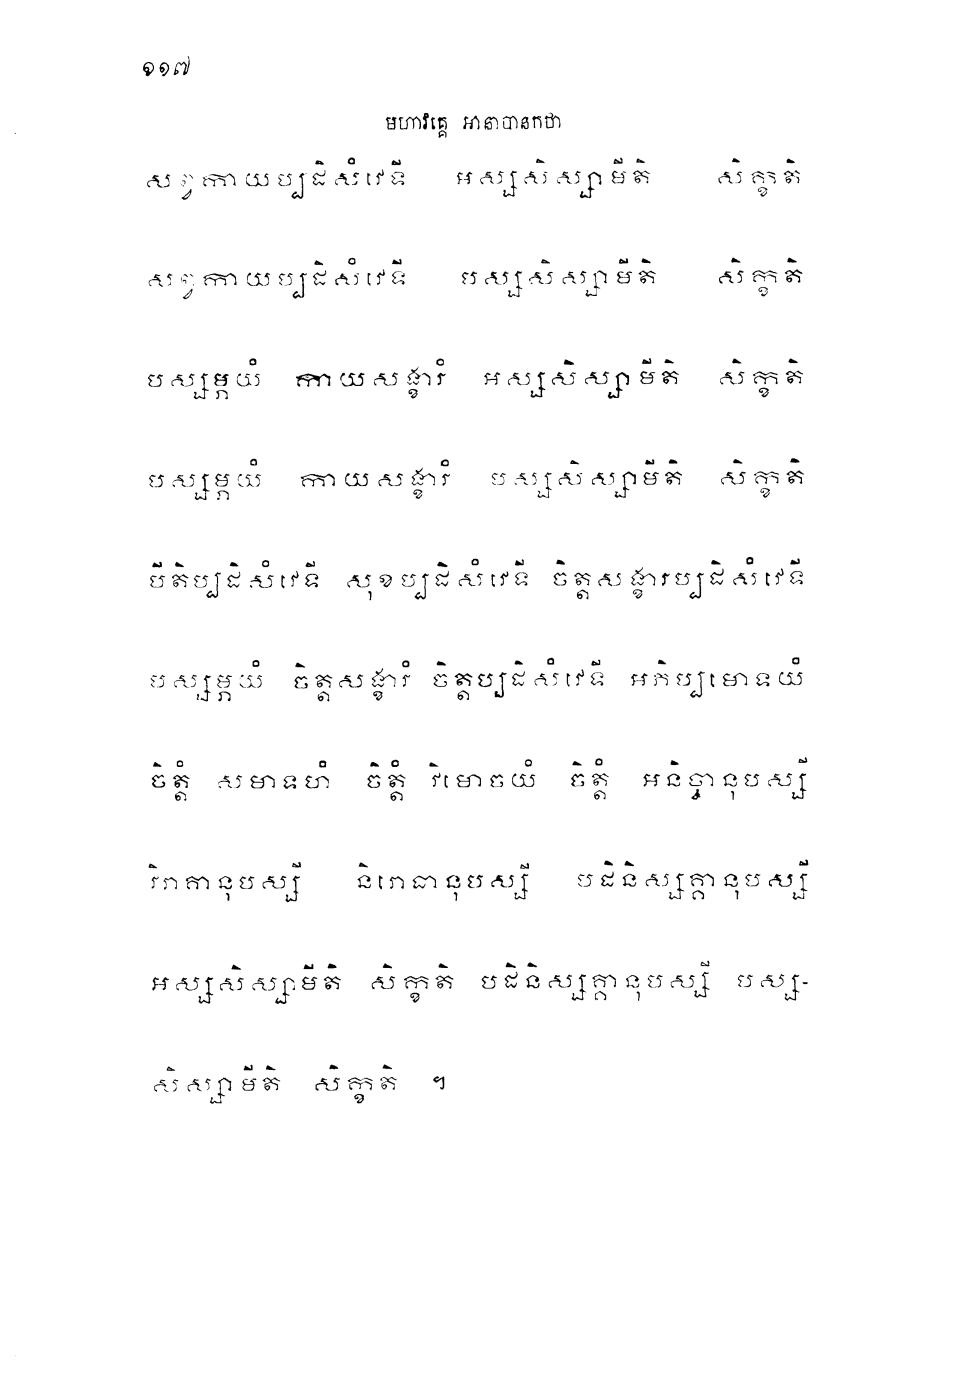 ១១៧
មហាវគ្គេ អានាបានកថា
សព្វកាយប្បដិសំវេទី អស្សសិស្សាមីតិ សិក្ខតិ
សព្វកាយប្បដិសំវេទី បស្សសិស្សាមីតិ សិក្ខតិ
បស្សម្ភយំ កាយសង្ខារំ អស្សសិស្សាមីតិ សិក្ខតិ
បស្សម្ភយំ កាយសង្ខារំ បស្សសិស្សាមីតិ សិក្ខតិ
បីតិប្បដិសំវេទី សុខប្បដិសំវេទី ចិត្តសង្ខារប្បដិសំវេទី
បស្សម្ភយំ ចិត្តសង្ខារំ ចិត្តប្បដិសំវេទី អភិប្បមោទយំ
ចិត្តំ សមាទហំ ចិត្តំ វិមោចយំ ចិត្តំ អនិច្ចានុបស្សី
វិរាគានុបស្សី និរោធានុបស្សី បដិនិស្សគ្គានុបស្សី
អស្សសិស្សាមីតិ សិក្ខតិ បដិនិស្សគ្គានុបស្សី បស្ស-
សិស្សាមីតិ សិក្ខតិ ។